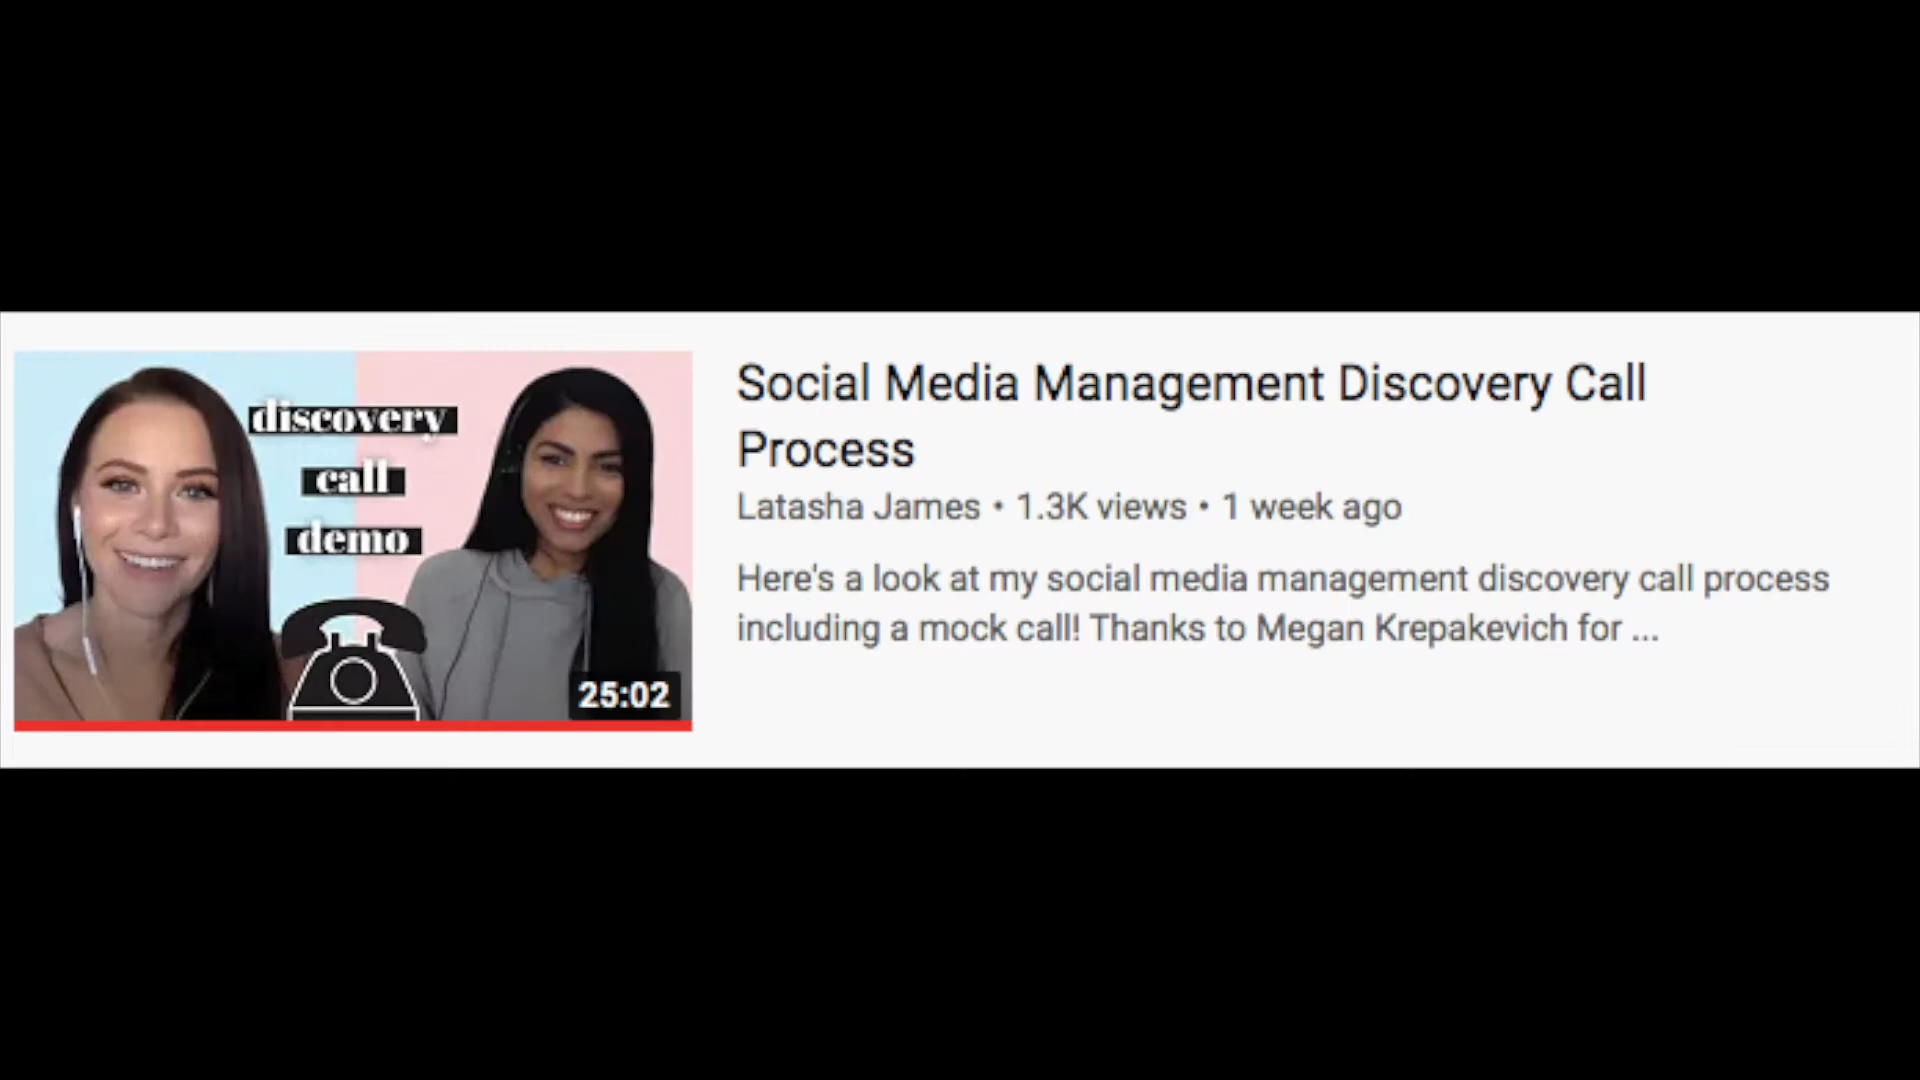 discovery
call
demo
25:02
Social Media Management Discovery Call
Process
Latasha James • 1.3K views • 1 week ago
Here's a look at my social media management discovery call process
including a mock call! Thanks to Megan Krepakevich for ...